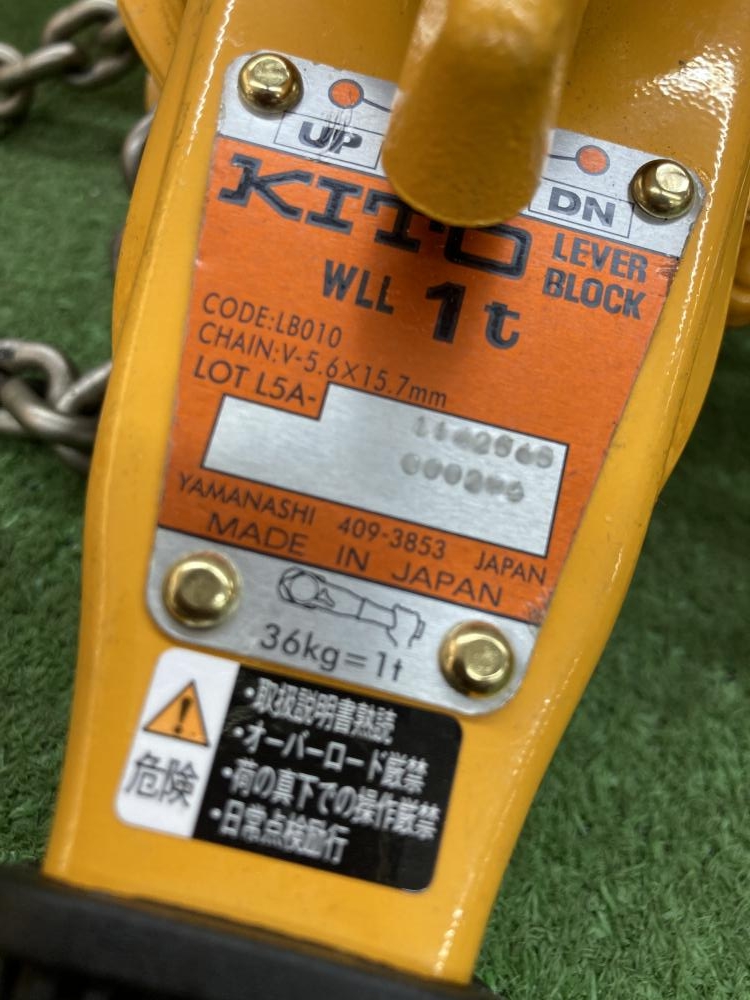 UP
DN
KITO
LEVER
BLOCK
WLL 1t
CODE:LB010
CHAIN:V-5.6×15.7mm
LOT L5A-
YAMANASHI 409-3853 JAPAN
MADE IN JAPAN
36kg=1t
危険
・取扱説明書熟読
・オーバーロード厳禁
・荷の真下での操作厳禁
・日常点検励行